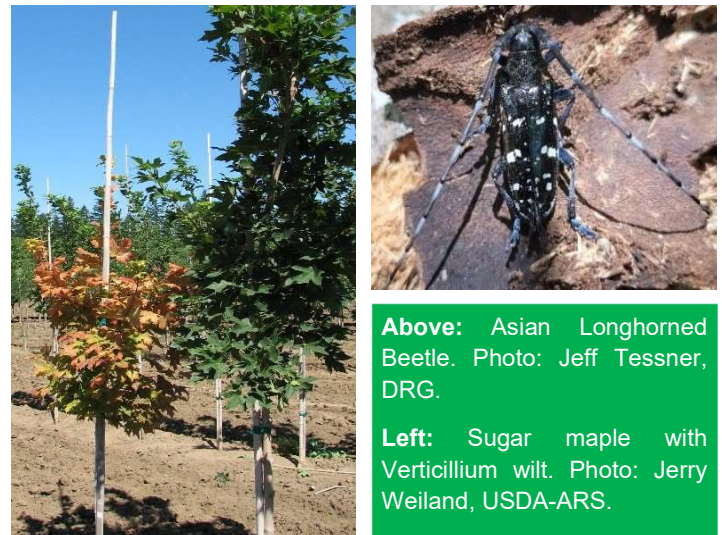 Above: Asian Longhorned
Beetle. Photo: Jeff Tessner,
DRG.
Left: Sugar maple with
Verticillium wilt. Photo: Jerry
Weiland, USDA-ARS.